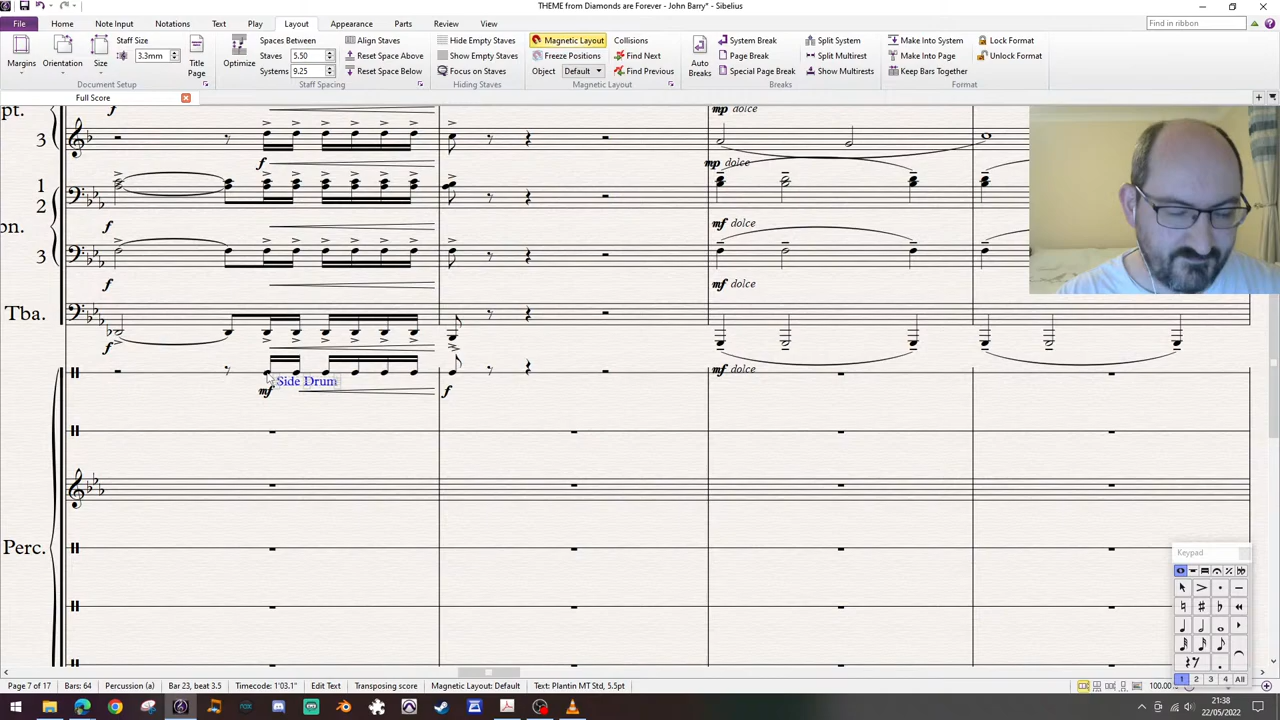 THEME from Diamonds are Forever - John Barry* - Sibelius
File Home Note Input Notations Text Play Layout Appearance Parts Review View Find in ribbon
Margins Orientation Size Staff Size 3.3mm Title Page Document Setup
Optimize Spaces Between Staves 5.50 Systems 9.25 Align Staves Reset Space Above Reset Space Below Staff Spacing
Hide Empty Staves Show Empty Staves Focus on Staves Hiding Staves
Magnetic Layout Freeze Positions Object Default Collisions Find Next Find Previous Magnetic Layout
Auto Breaks System Break Page Break Special Page Break Split System Split Multirest Show Multirests Breaks
Make Into System Make Into Page Keep Bars Together Lock Format Unlock Format Format
Full Score
f mp dolce
pt. 3
f mp dolce
1
2
f mf dolce
bn.
3
f mf dolce
Tba.
f mf dolce
Side Drum
mf f
Perc.
Keypad
1 2 3 4 All
Page 7 of 17 Bars: 64 Percussion (a) Bar 23, beat 3.5 Timecode: 1'03.1" Edit Text Transposing score Magnetic Layout: Default Text: Plantin MT Std, 5.5pt 100.00
21:38
22/05/2022